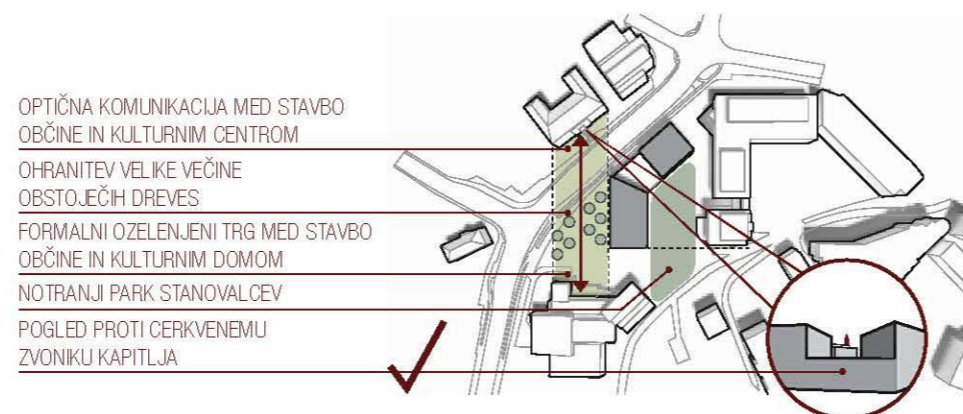 OPTIČNA KOMUNIKACIJA MED STAVBO
OBČINE IN KULTURNIM CENTROM
OHRANITEV VELIKE VEČINE
OBSTOJEČIH DREVES
FORMALNI OZELENJENI TRG MED STAVBO
OBČINE IN KULTURNIM DOMOM
NOTRANJI PARK STANOVALCEV
POGLED PROTI CERKVENEMU
ZVONIKU KAPITLJA